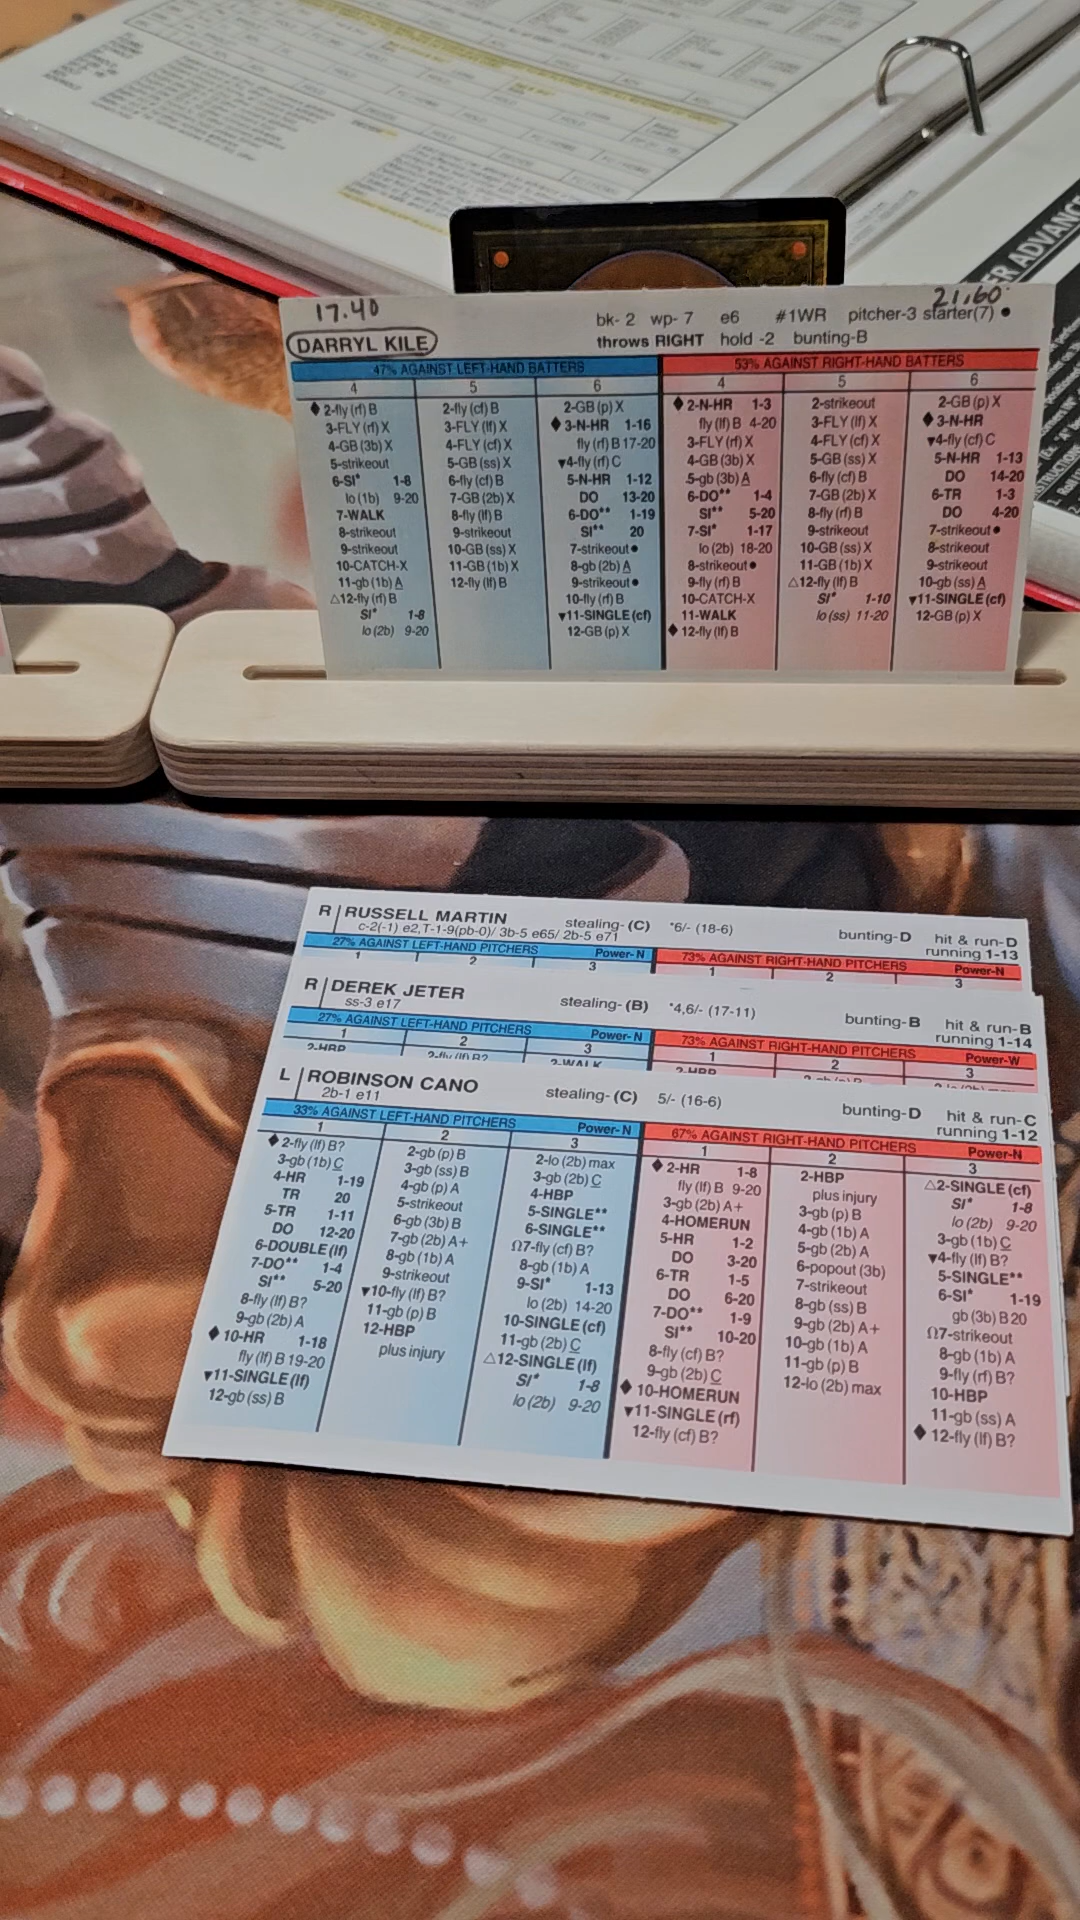 ER ADVANC
17.40
21.60
bk- 2 wp- 7 e6 #1WR pitcher-3 starter(7) ●
DARRYL KILE
throws RIGHT hold -2 bunting-B
47% AGAINST LEFT-HAND BATTERS
4 5 6
♦2-fly (rf) B
3-FLY (rf) X
4-GB (3b) X
5-strikeout
6-SI* 1-8
lo (1b) 9-20
7-WALK
8-strikeout
9-strikeout
10-CATCH-X
11-gb (1b) A
△12-fly (rf) B
SI* 1-8
lo (2b) 9-20
2-fly (cf) B
3-FLY (lf) X
4-FLY (cf) X
5-GB (ss) X
6-fly (cf) B
7-GB (2b) X
8-fly (lf) B
9-strikeout
10-GB (ss) X
11-GB (1b) X
12-fly (lf) B
2-GB (p) X
♦3-N-HR 1-16
fly (rf) B 17-20
▼4-fly (rf) C
5-N-HR 1-12
DO 13-20
6-DO** 1-19
SI** 20
7-strikeout●
8-gb (2b) A
9-strikeout●
10-fly (rf) B
▼11-SINGLE (cf)
12-GB (p) X
53% AGAINST RIGHT-HAND BATTERS
4 5 6
♦2-N-HR 1-3
fly (lf) B 4-20
3-FLY (rf) X
4-GB (3b) X
5-gb (3b) A
6-DO** 1-4
SI** 5-20
7-SI* 1-17
lo (2b) 18-20
8-strikeout●
9-fly (rf) B
10-CATCH-X
11-WALK
♦12-fly (lf) B
2-strikeout
3-FLY (lf) X
4-FLY (cf) X
5-GB (ss) X
6-fly (cf) B
7-GB (2b) X
8-fly (rf) B
9-strikeout
10-GB (ss) X
11-GB (1b) X
△12-fly (lf) B
SI* 1-10
lo (ss) 11-20
2-GB (p) X
♦3-N-HR
▼4-fly (cf) C
5-N-HR 1-13
DO 14-20
6-TR 1-3
DO 4-20
7-strikeout●
8-strikeout
9-strikeout
10-gb (ss) A
▼11-SINGLE (cf)
12-GB (p) X
R RUSSELL MARTIN stealing- (C) *6/- (18-6) bunting-D hit & run-D
c-2(-1) e2,T-1-9(pb-0)/ 3b-5 e65/ 2b-5 e71 running 1-13
27% AGAINST LEFT-HAND PITCHERS Power-N 73% AGAINST RIGHT-HAND PITCHERS Power-N
1 2 3 1 2 3
R DEREK JETER stealing- (B) *4,6/- (17-11) bunting-B hit & run-B
ss-3 e17 running 1-14
27% AGAINST LEFT-HAND PITCHERS Power-N 73% AGAINST RIGHT-HAND PITCHERS Power-W
1 2 3 1 2 3
2-HBP 2-fly (lf) B? 2-WALK 2-HBP
L ROBINSON CANO stealing- (C) 5/- (16-6) bunting-D hit & run-C
2b-1 e11 running 1-12
33% AGAINST LEFT-HAND PITCHERS Power-N
1 2 3
♦2-fly (lf) B?
3-gb (1b) C
4-HR 1-19
TR 20
5-TR 1-11
DO 12-20
6-DOUBLE (lf)
7-DO** 1-4
SI** 5-20
8-fly (lf) B?
9-gb (2b) A
♦10-HR 1-18
fly (lf) B 19-20
▼11-SINGLE (lf)
12-gb (ss) B
2-gb (p) B
3-gb (ss) B
4-gb (p) A
5-strikeout
6-gb (3b) B
7-gb (2b) A+
8-gb (1b) A
9-strikeout
▼10-fly (lf) B?
11-gb (p) B
12-HBP
plus injury
2-lo (2b) max
3-gb (2b) C
4-HBP
5-SINGLE**
6-SINGLE**
Ω7-fly (cf) B?
8-gb (1b) A
9-SI* 1-13
lo (2b) 14-20
10-SINGLE (cf)
11-gb (2b) C
△12-SINGLE (lf)
SI* 1-8
lo (2b) 9-20
67% AGAINST RIGHT-HAND PITCHERS Power-N
1 2 3
♦2-HR 1-8
fly (lf) B 9-20
3-gb (2b) A+
4-HOMERUN
5-HR 1-2
DO 3-20
6-TR 1-5
DO 6-20
7-DO** 1-9
SI** 10-20
8-fly (cf) B?
9-gb (2b) C
♦10-HOMERUN
▼11-SINGLE (rf)
12-fly (cf) B?
2-HBP
plus injury
3-gb (p) B
4-gb (1b) A
5-gb (2b) A
6-popout (3b)
7-strikeout
8-gb (ss) B
9-gb (2b) A+
10-gb (1b) A
11-gb (p) B
12-lo (2b) max
△2-SINGLE (cf)
SI* 1-8
lo (2b) 9-20
3-gb (1b) C
▼4-fly (lf) B?
5-SINGLE**
6-SI* 1-19
gb (3b) B 20
Ω7-strikeout
8-gb (1b) A
9-fly (rf) B?
10-HBP
11-gb (ss) A
♦12-fly (lf) B?